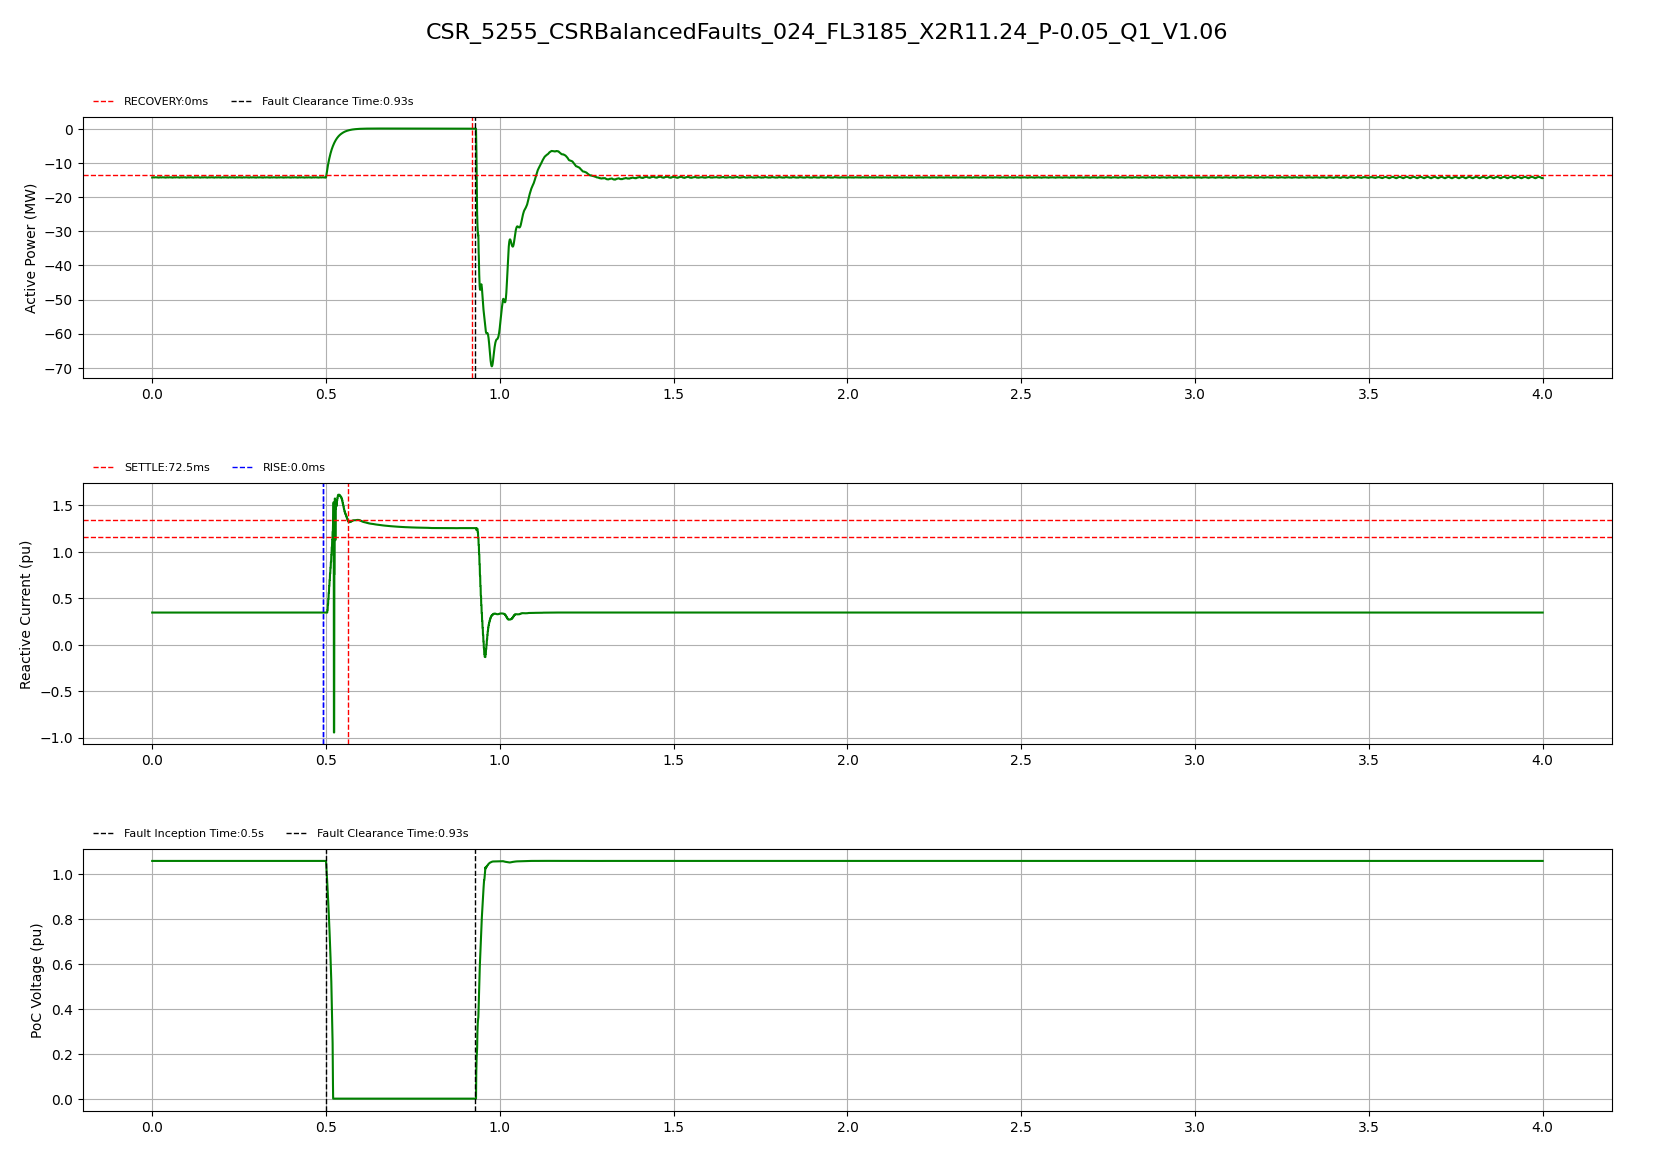 CSR_5255_CSRBalancedFaults_024_FL3185_X2R11.24_P-0.05_Q1_V1.06
RECOVERY:0ms Fault Clearance Time:0.93s
Active Power (MW)
0
−10
−20
−30
−40
−50
−60
−70
0.0 0.5 1.0 1.5 2.0 2.5 3.0 3.5 4.0
SETTLE:72.5ms RISE:0.0ms
Reactive Current (pu)
1.5
1.0
0.5
0.0
−0.5
−1.0
0.0 0.5 1.0 1.5 2.0 2.5 3.0 3.5 4.0
Fault Inception Time:0.5s Fault Clearance Time:0.93s
PoC Voltage (pu)
1.0
0.8
0.6
0.4
0.2
0.0
0.0 0.5 1.0 1.5 2.0 2.5 3.0 3.5 4.0